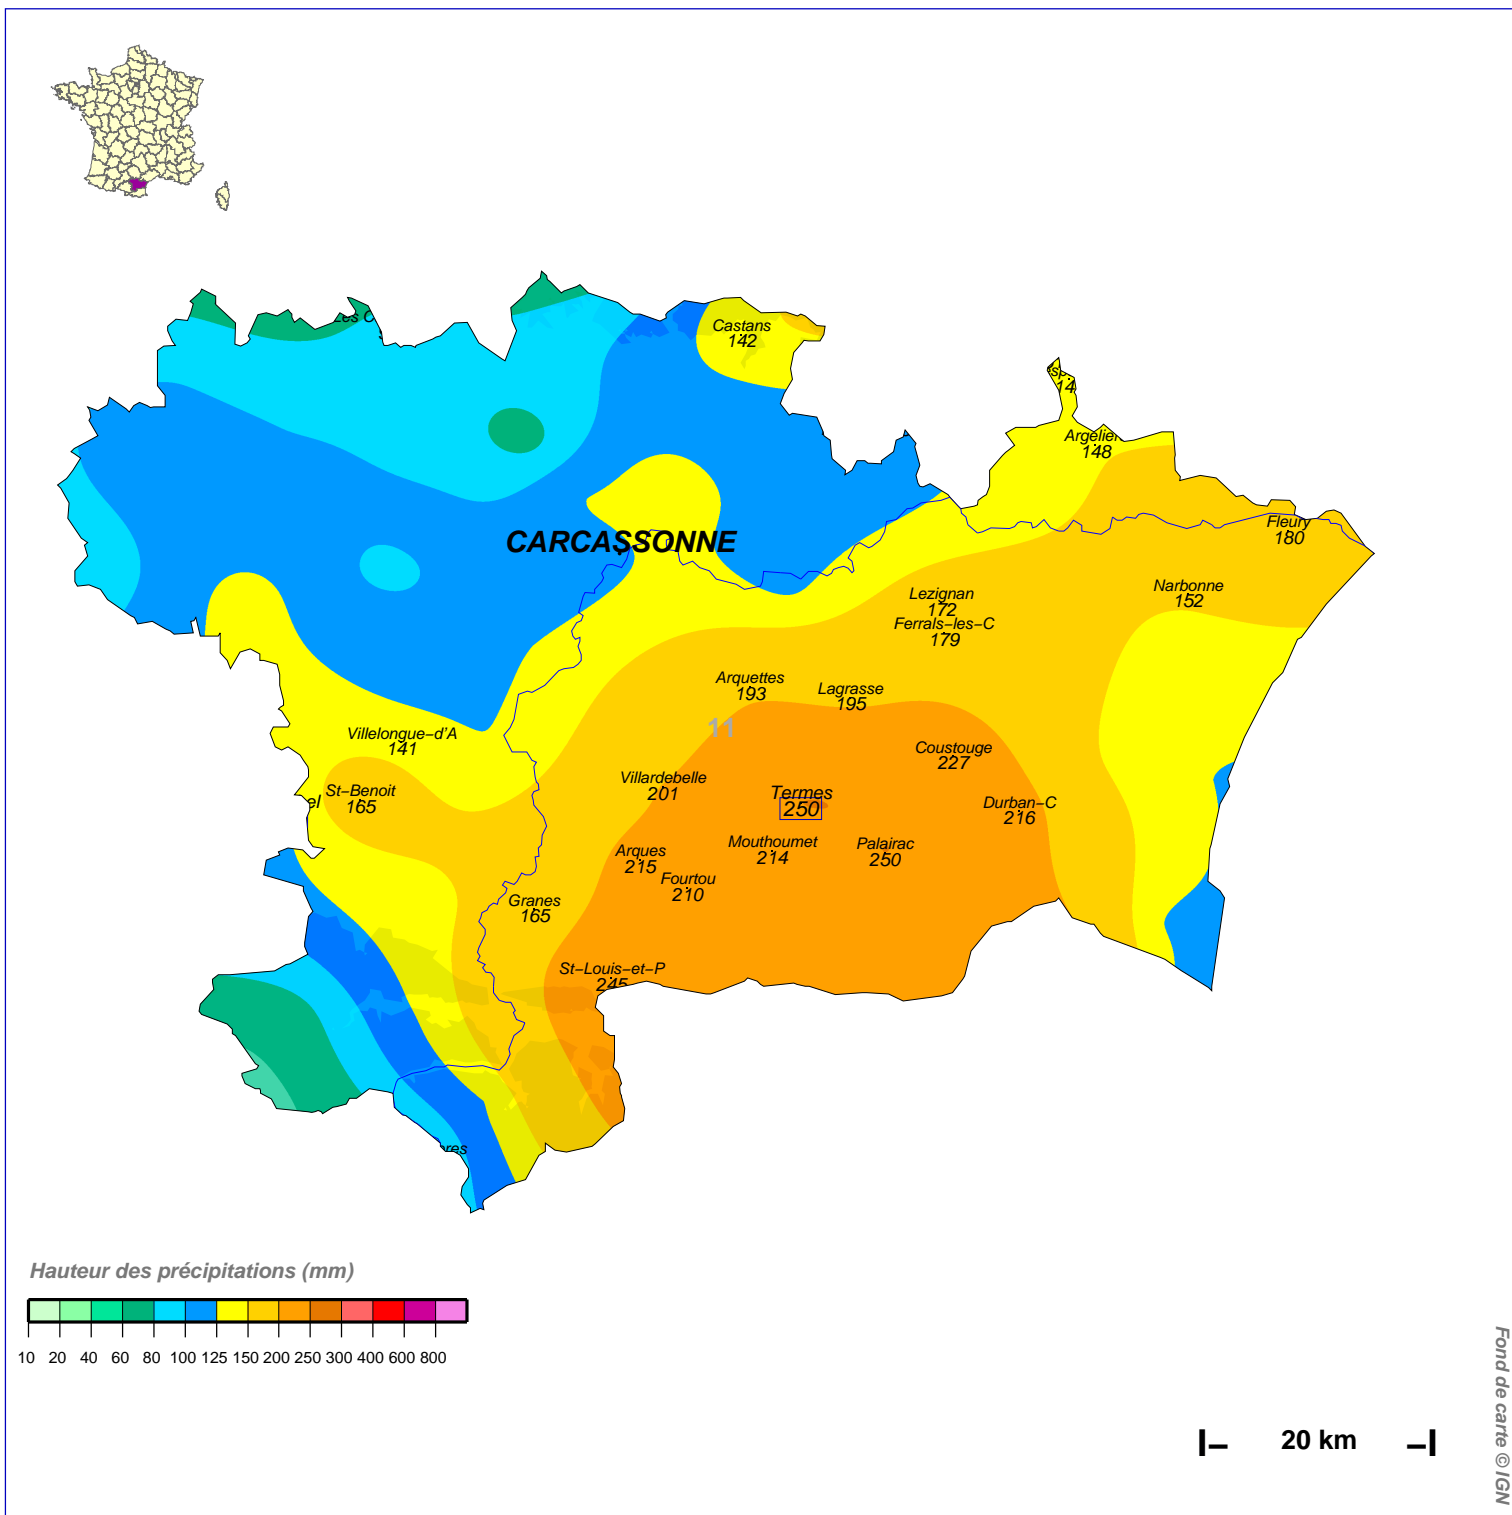 Castans
142
14
Argelier
148
Fleury
180
CARCASSONNE
Narbonne
152
Lezignan
172
Ferrals-les-C
179
Arquettes
193
Lagrasse
195
11
Villelongue-d'A
141
Coustouge
227
Villardebelle
201
St-Benoit
165
Termes
250
Durban-C
216
Mouthoumet
214
Palairac
250
Arques
215
Fourtou
210
Granes
165
St-Louis-et-P
245
Hauteur des précipitations (mm)
10 20 40 60 80 100 125 150 200 250 300 400 600 800
20 km
Fond de carte © IGN